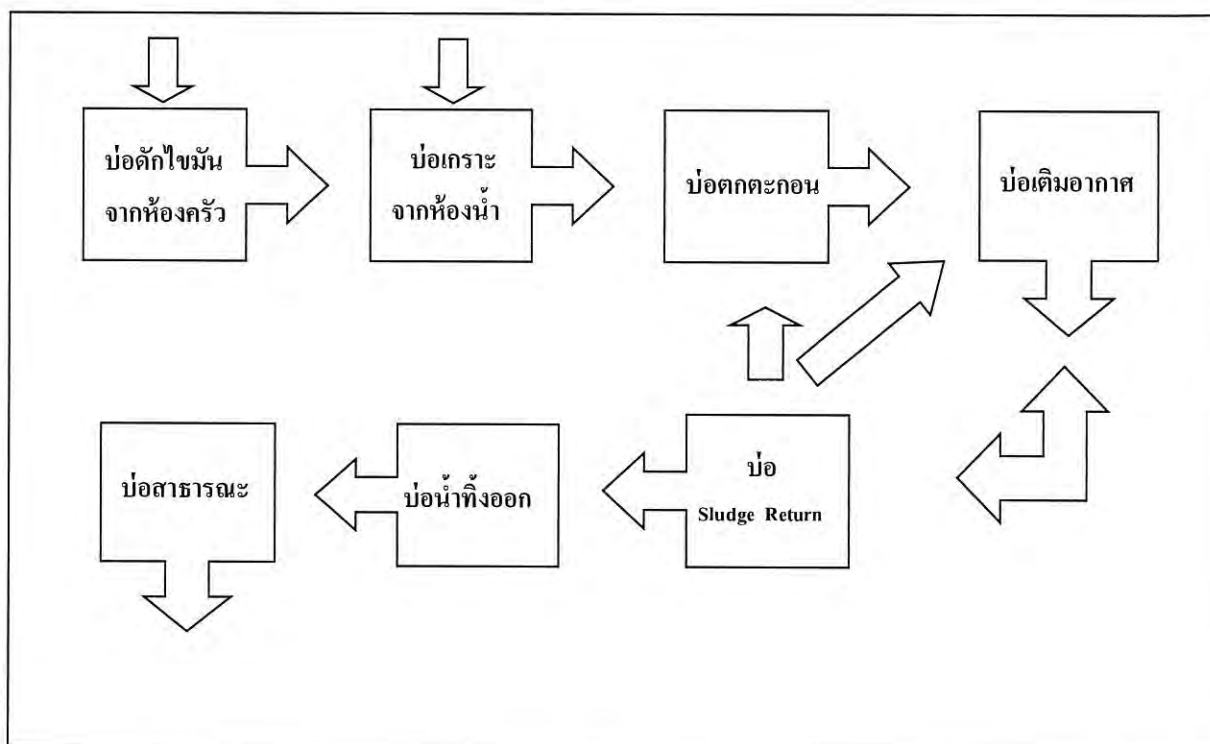 บ่อดักไขมัน
จากห้องครัว
บ่อเกราะ
จากห้องน้ำ
บ่อตกตะกอน
บ่อเติมอากาศ
บ่อสาธารณะ
บ่อน้ำทิ้งออก
บ่อ
Sludge Return